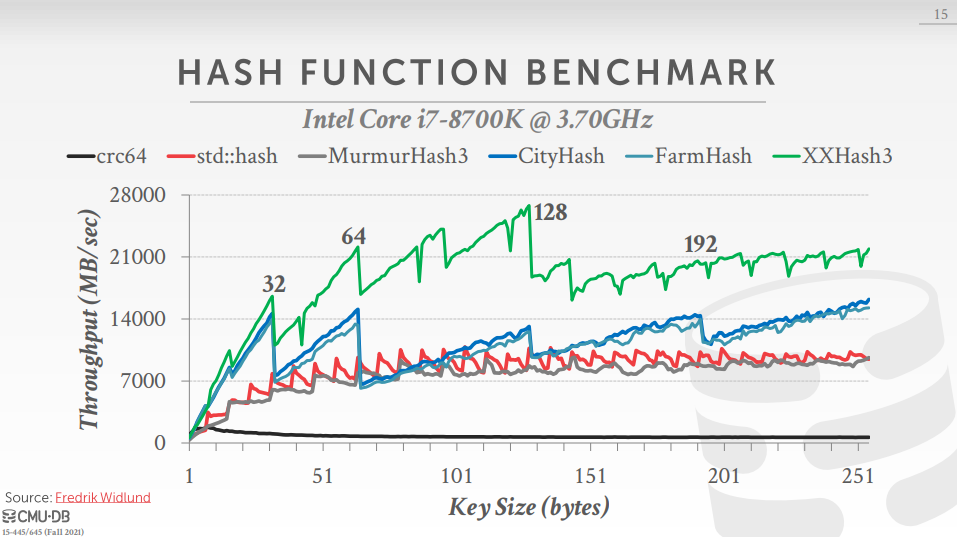 15
HASH FUNCTION BENCHMARK
Intel Core i7-8700K @ 3.70GHz
crc64 std::hash MurmurHash3 CityHash FarmHash XXHash3
Throughput (MB/sec)
28000
21000
14000
7000
0
32
64
128
192
1 51 101 151 201 251
Key Size (bytes)
Source: Fredrik Widlund
CMU·DB
15-445/645 (Fall 2021)